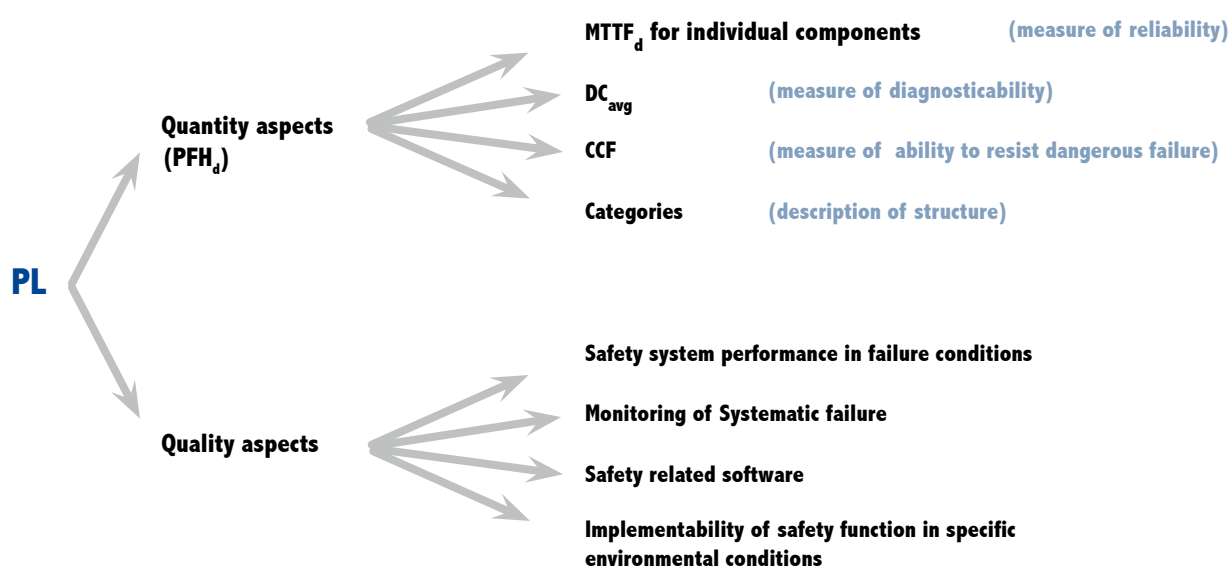 MTTFd for individual components (measure of reliability)
DCavg (measure of diagnosticability)
Quantity aspects
(PFHd)
CCF (measure of ability to resist dangerous failure)
Categories (description of structure)
PL
Safety system performance in failure conditions
Monitoring of Systematic failure
Quality aspects
Safety related software
Implementability of safety function in specific
environmental conditions